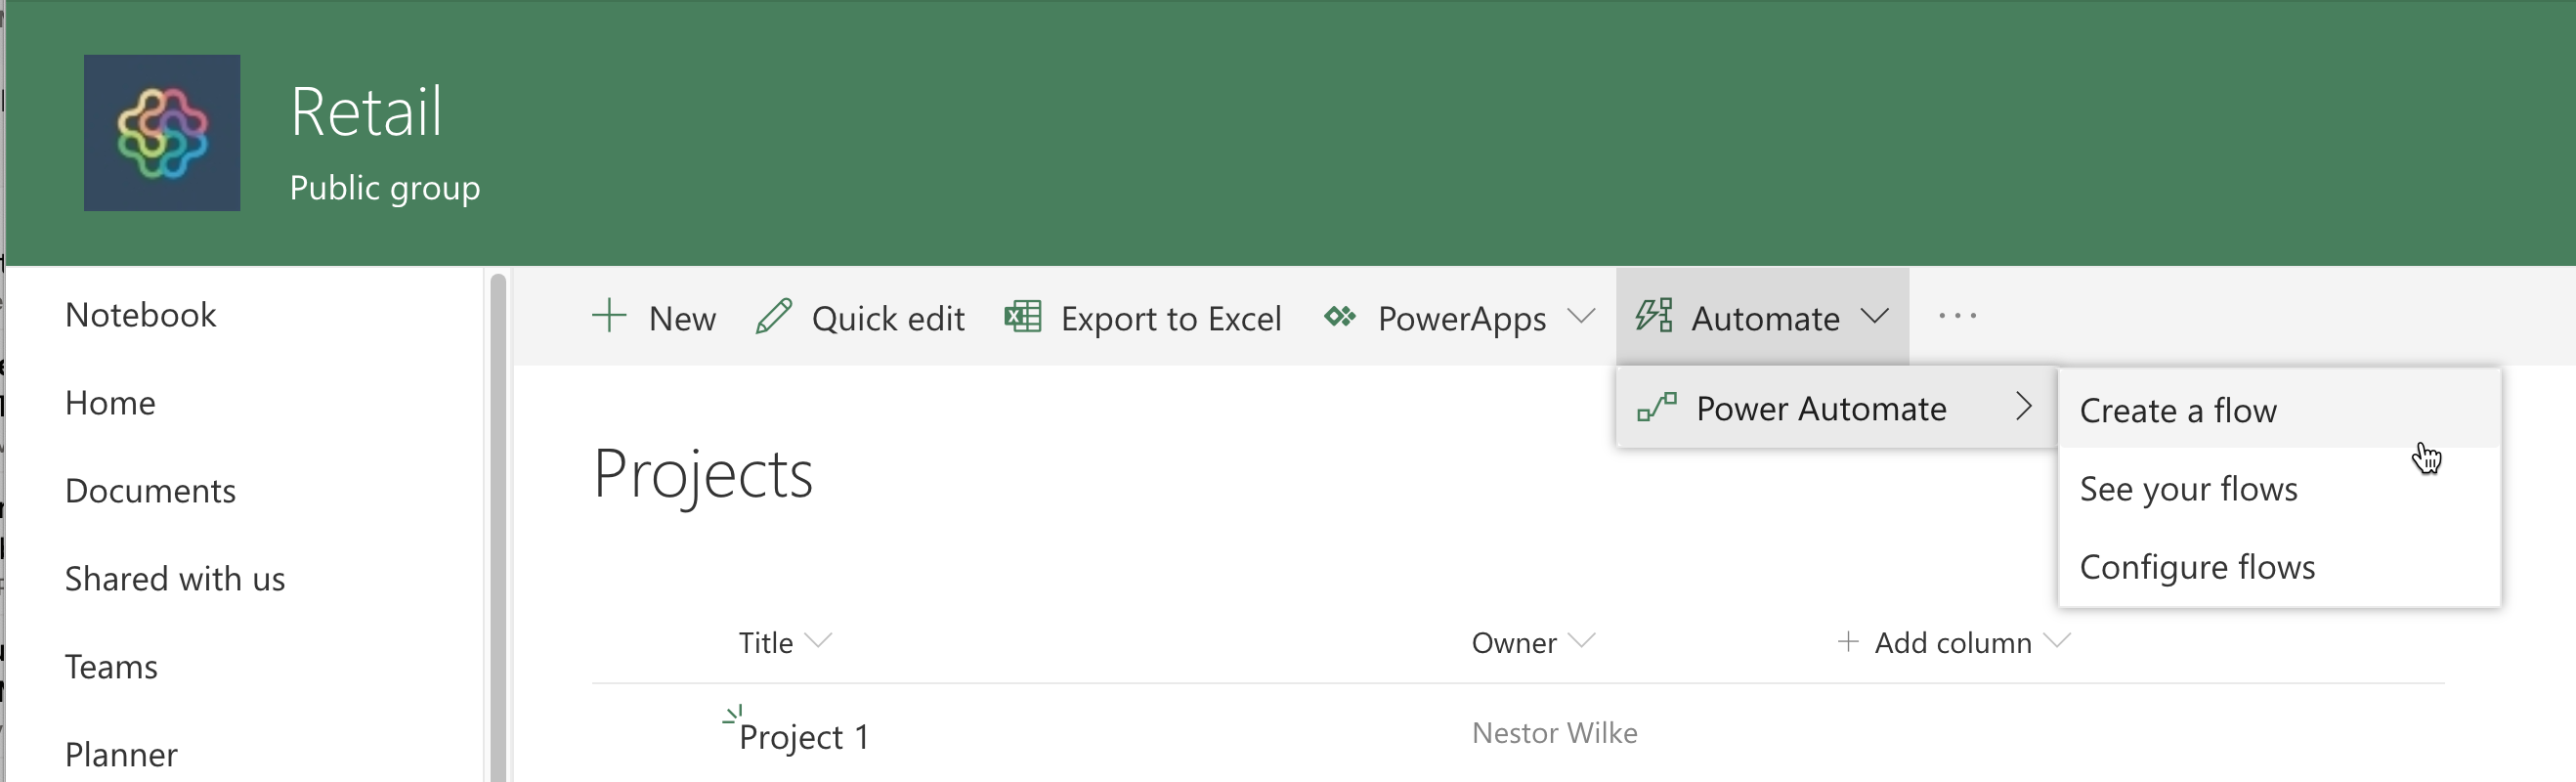 Retail
Public group
Notebook
Home
Documents
Shared with us
Teams
Planner
New
Quick edit
Export to Excel
PowerApps
Automate
Power Automate
Create a flow
See your flows
Configure flows
Projects
Title
Owner
Add column
Project 1
Nestor Wilke